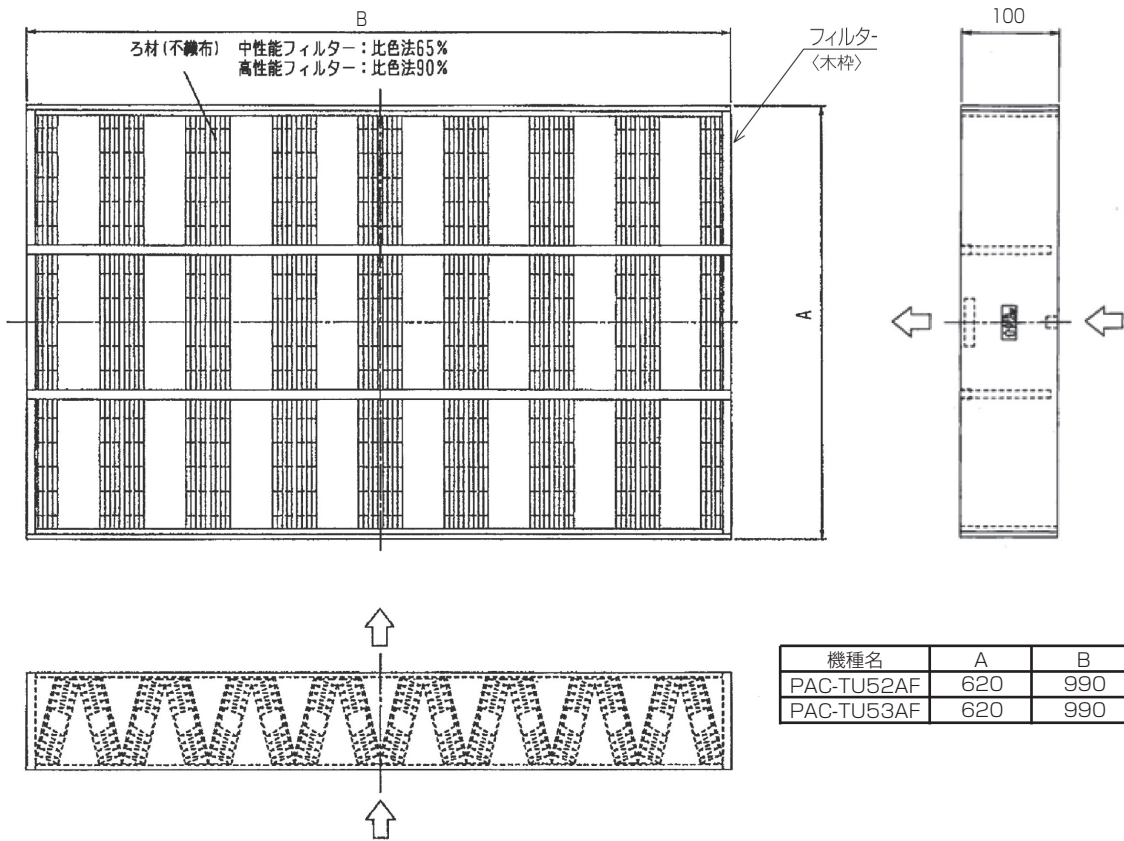 B
100
ろ材(不織布) 中性能フィルター:比色法65%
高性能フィルター:比色法90%
フィルター
〈木枠〉
A
機種名 A B
PAC-TU52AF 620 990
PAC-TU53AF 620 990